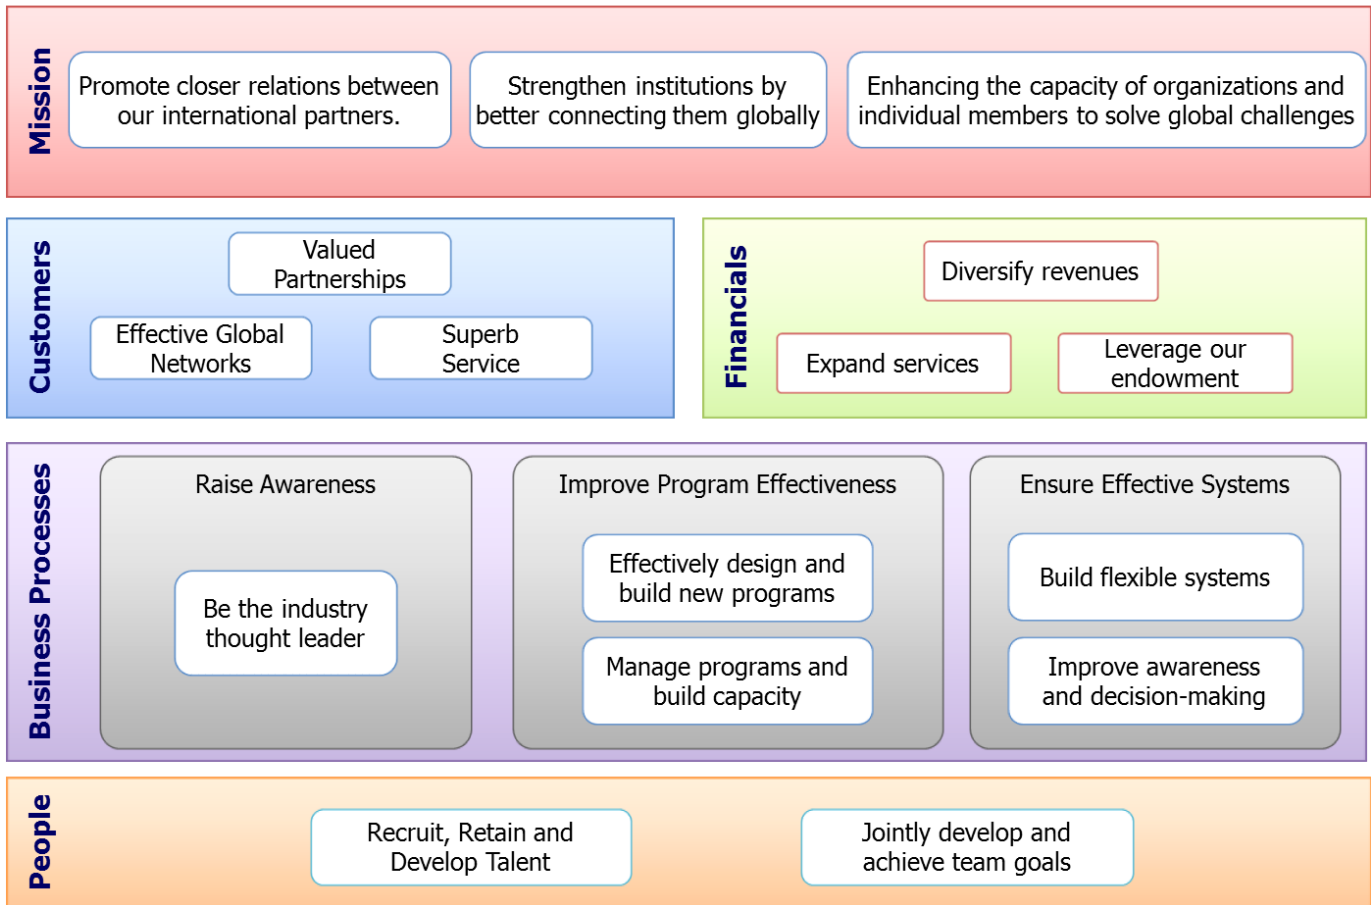 Mission
Promote closer relations between
our international partners.
Strengthen institutions by
better connecting them globally
Enhancing the capacity of organizations and
individual members to solve global challenges
Customers
Valued
Partnerships
Effective Global
Networks
Superb
Service
Financials
Diversify revenues
Expand services
Leverage our
endowment
Business Processes
Raise Awareness
Be the industry
thought leader
Improve Program Effectiveness
Effectively design and
build new programs
Manage programs and
build capacity
Ensure Effective Systems
Build flexible systems
Improve awareness
and decision-making
People
Recruit, Retain and
Develop Talent
Jointly develop and
achieve team goals